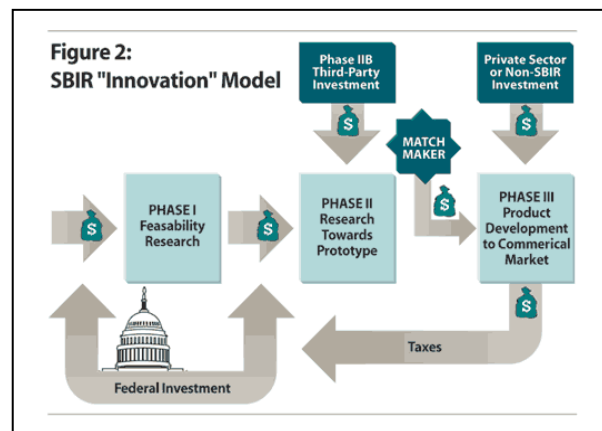 Figure 2:
SBIR "Innovation" Model
Phase IIB
Third-Party
Investment
Private Sector
or Non-SBIR
Investment
$
$
MATCH
MAKER
$
PHASE I
Feasability
Research
$
$
PHASE II
Research
Towards
Prototype
PHASE III
Product
Development
to Commerical
Market
$
Taxes
Federal Investment